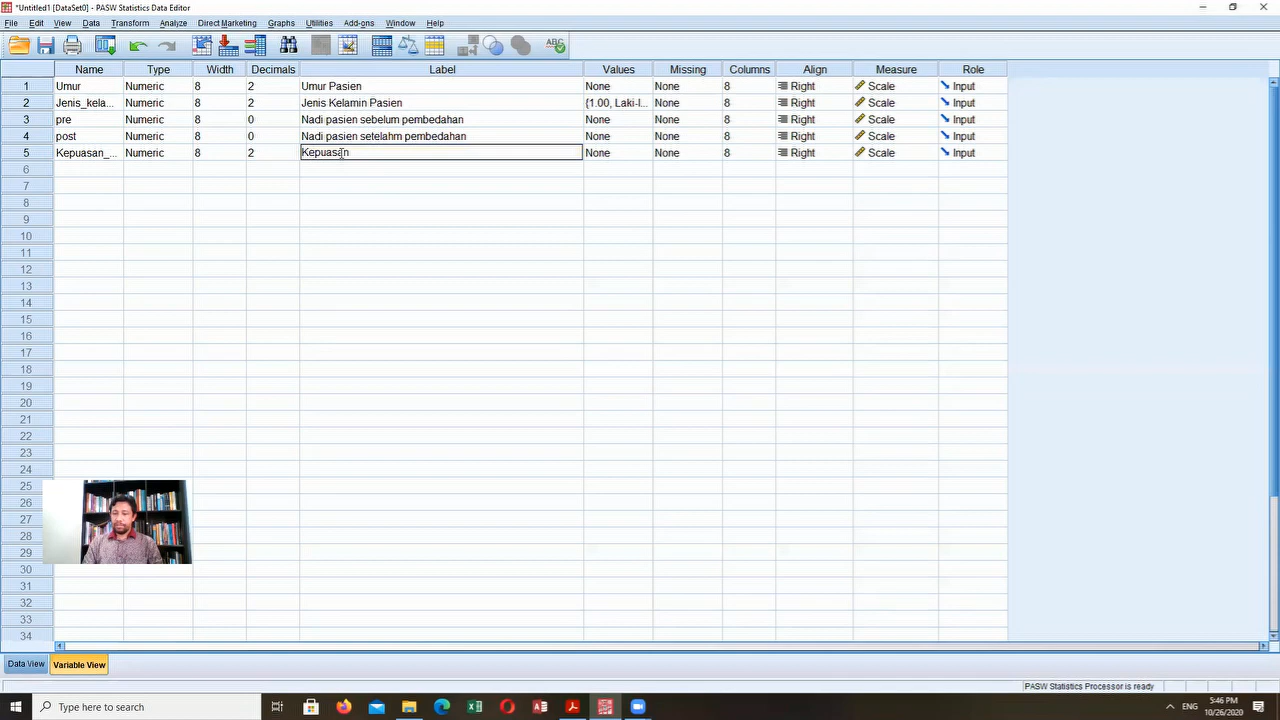 *Untitled1 [DataSet0] - PASW Statistics Data Editor
File Edit View Data Transform Analyze Direct Marketing Graphs Utilities Add-ons Window Help
Name Type Width Decimals Label Values Missing Columns Align Measure Role
1 Umur Numeric 8 2 Umur Pasien None None 8 Right Scale Input
2 Jenis_kela... Numeric 8 2 Jenis Kelamin Pasien {1.00, Laki-l... None 8 Right Scale Input
3 pre Numeric 8 0 Nadi pasien sebelum pembedahan None None 8 Right Scale Input
4 post Numeric 8 0 Nadi pasien setelahm pembedahan None None 8 Right Scale Input
5 Kepuasan_... Numeric 8 2 Kepuasan None None 8 Right Scale Input
6
7
8
9
10
11
12
13
14
15
16
17
18
19
20
21
22
23
24
25
26
27
28
29
30
31
32
33
34
Data View Variable View
PASW Statistics Processor is ready
Type here to search
ENG
5:46 PM
10/26/2020